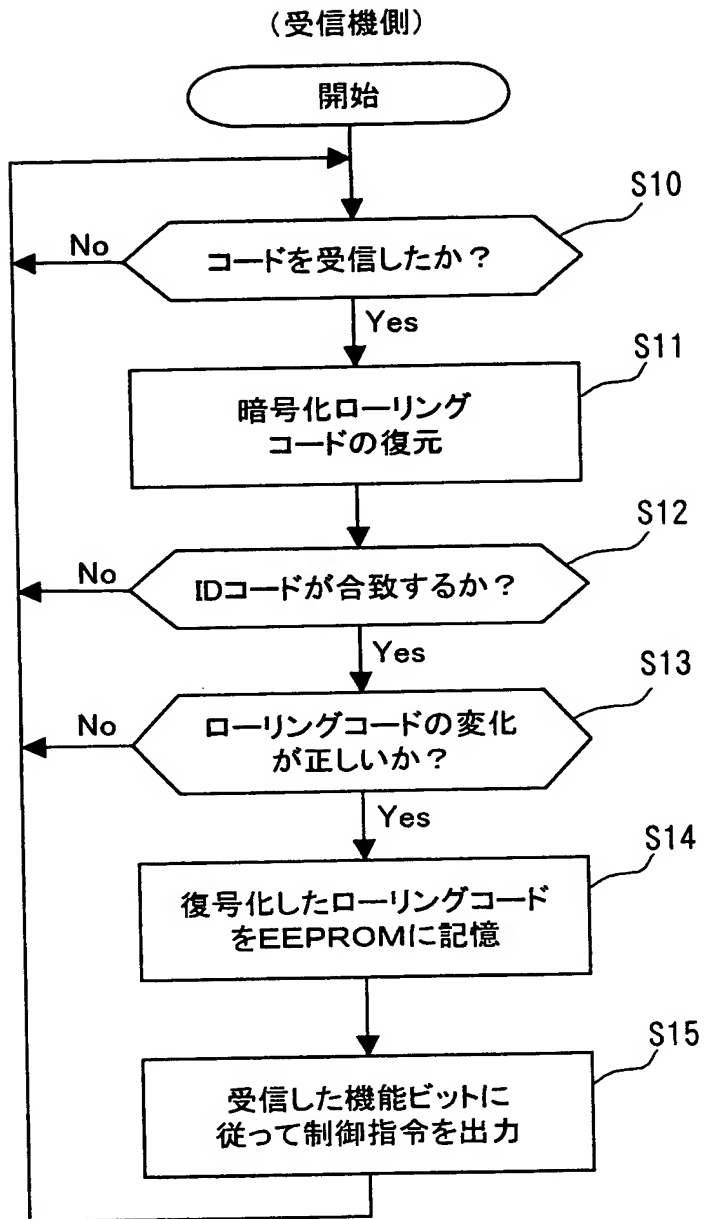 （受信機側）
開始
S10
コードを受信したか？
No
Yes
S11
暗号化ローリング
コードの復元
S12
IDコードが合致するか？
No
Yes
S13
ローリングコードの変化
が正しいか？
No
Yes
S14
復号化したローリングコード
をEEPROMに記憶
S15
受信した機能ビットに
従って制御指令を出力